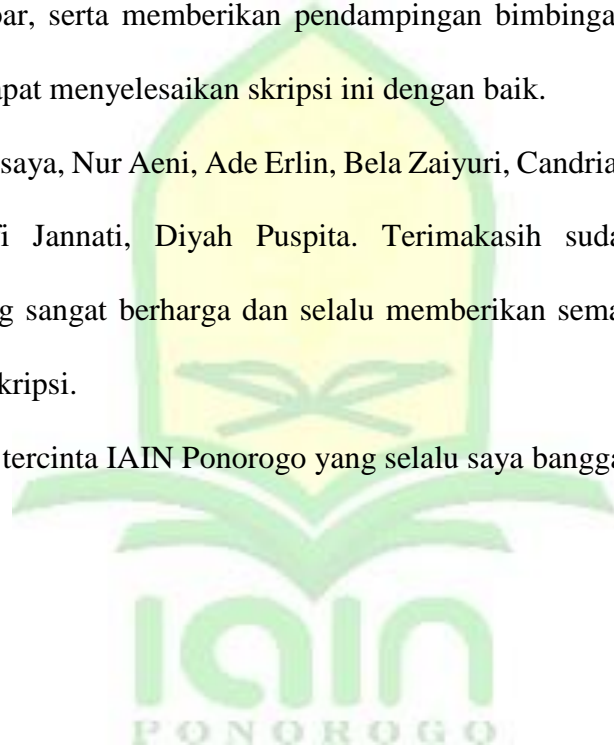 bar, serta memberikan pendampingan bimbinga
apat menyelesaikan skripsi ini dengan baik.
saya, Nur Aeni, Ade Erlin, Bela Zaiyuri, Candria
fi Jannati, Diyah Puspita. Terimakasih suda
g sangat berharga dan selalu memberikan sema
kripsi.
tercinta IAIN Ponorogo yang selalu saya bangga
iain
PONOROGO